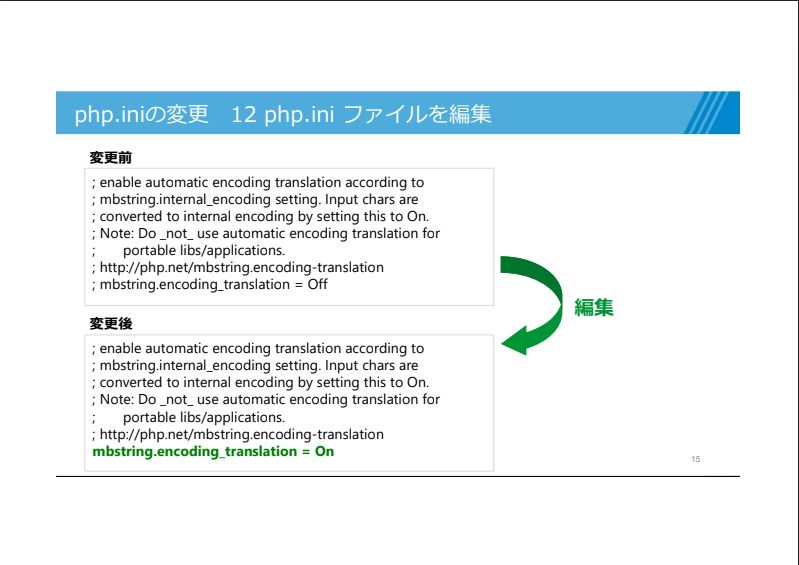 php.iniの変更　12 php.ini ファイルを編集
変更前
; enable automatic encoding translation according to
; mbstring.internal_encoding setting. Input chars are
; converted to internal encoding by setting this to On.
; Note: Do _not_ use automatic encoding translation for
;       portable libs/applications.
; http://php.net/mbstring.encoding-translation
; mbstring.encoding_translation = Off
編集
変更後
; enable automatic encoding translation according to
; mbstring.internal_encoding setting. Input chars are
; converted to internal encoding by setting this to On.
; Note: Do _not_ use automatic encoding translation for
;       portable libs/applications.
; http://php.net/mbstring.encoding-translation
mbstring.encoding_translation = On
15